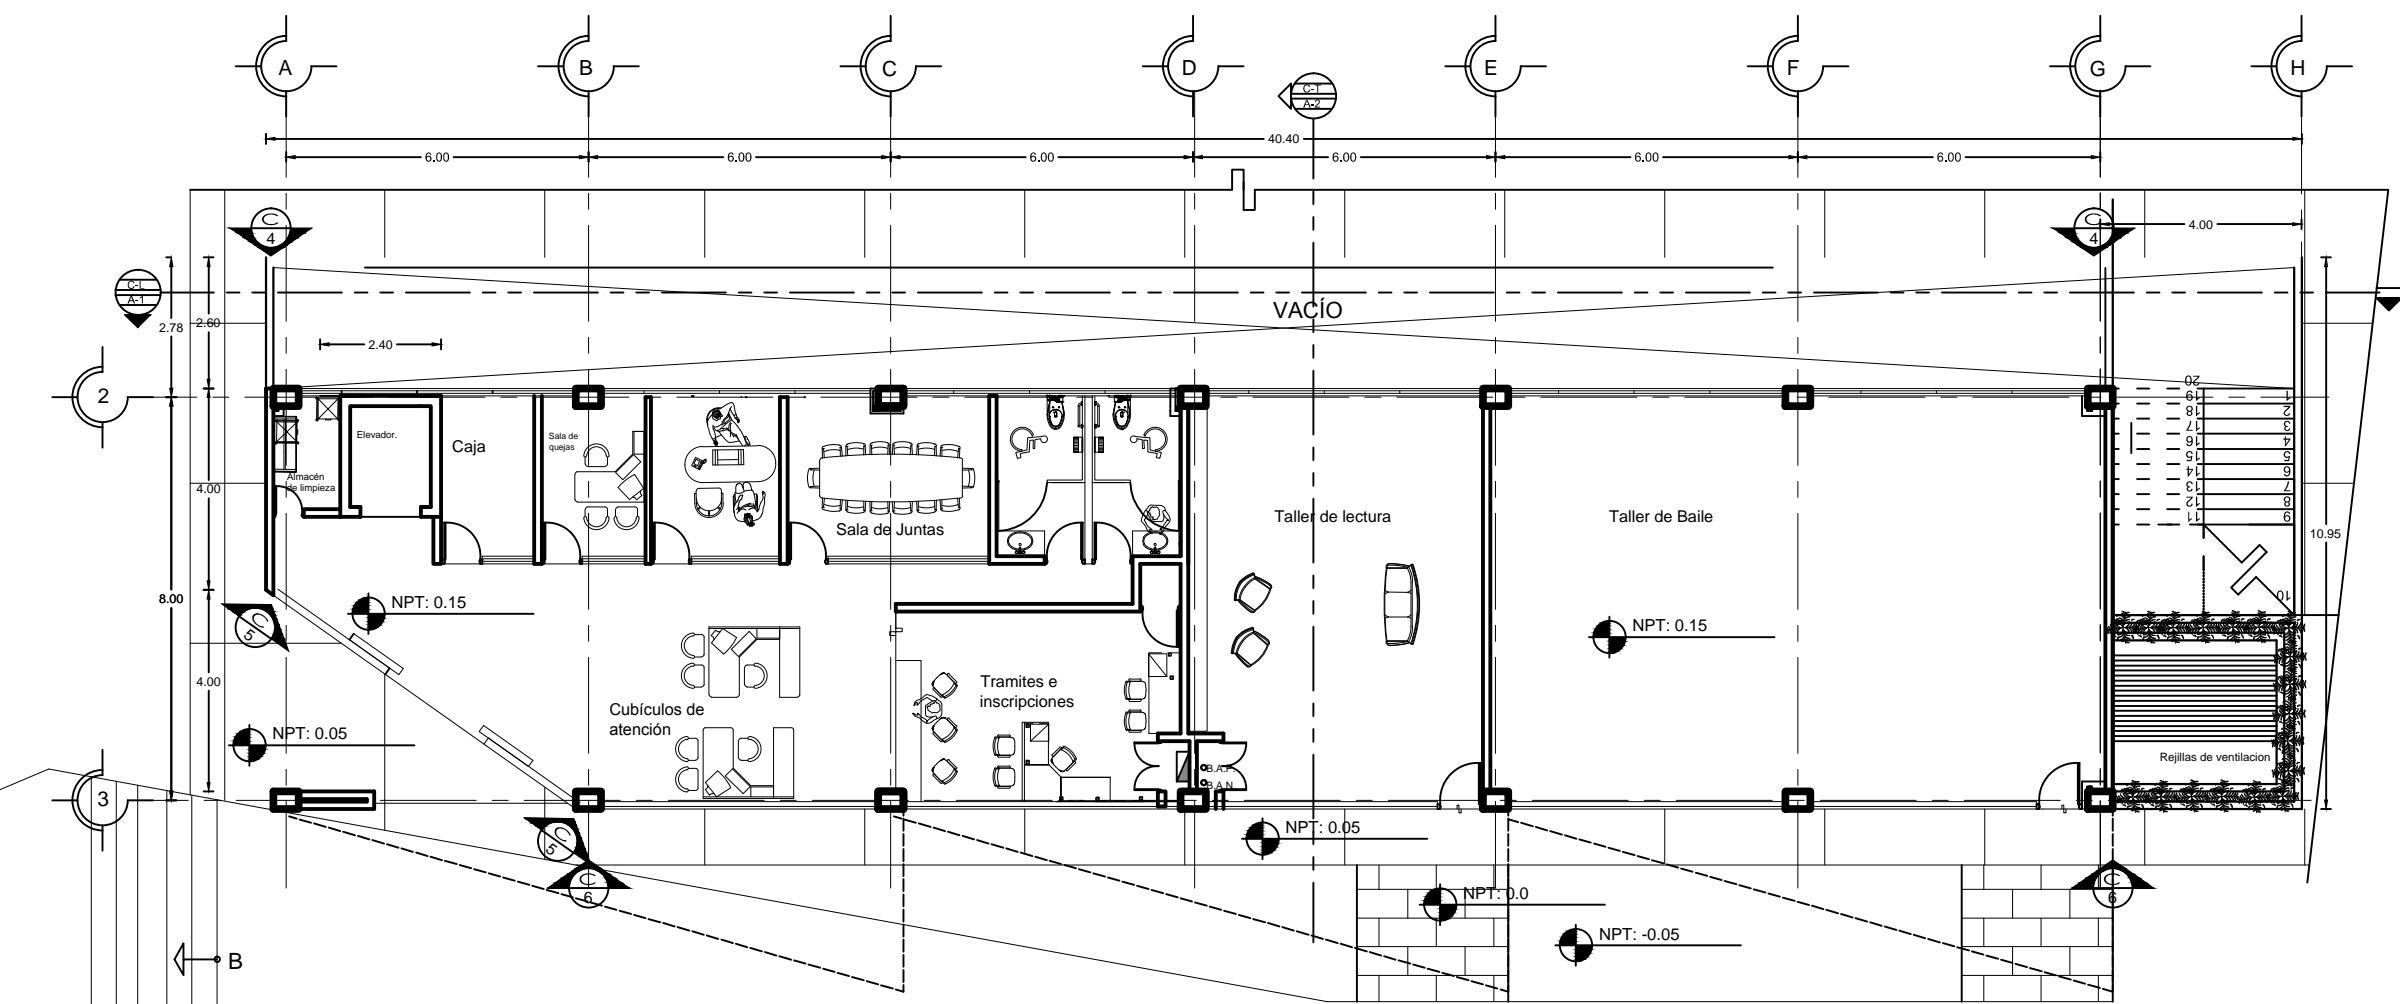 A B C D E F G H
C-T
A-2
40.40
6.00 6.00 6.00 6.00 6.00 6.00
C
4
C
4
4.00
C-L
A-1
2.78
2.60
VACÍO
2.40
2
20
19
18
17
16
15
14
13
12
11
1
2
3
4
5
6
7
8
9
10
Elevador.
Caja
Sala de
quejas
Almacén
de limpieza
4.00
Sala de Juntas
Taller de lectura
Taller de Baile
10.95
8.00
NPT: 0.15
NPT: 0.15
C
5
4.00
Cubículos de
atención
Tramites e
inscripciones
NPT: 0.05
Rejillas de ventilacion
B.A.P.
B.A.N
3
NPT: 0.05
C
5
C
6
C
6
NPT: 0.0
NPT: -0.05
B